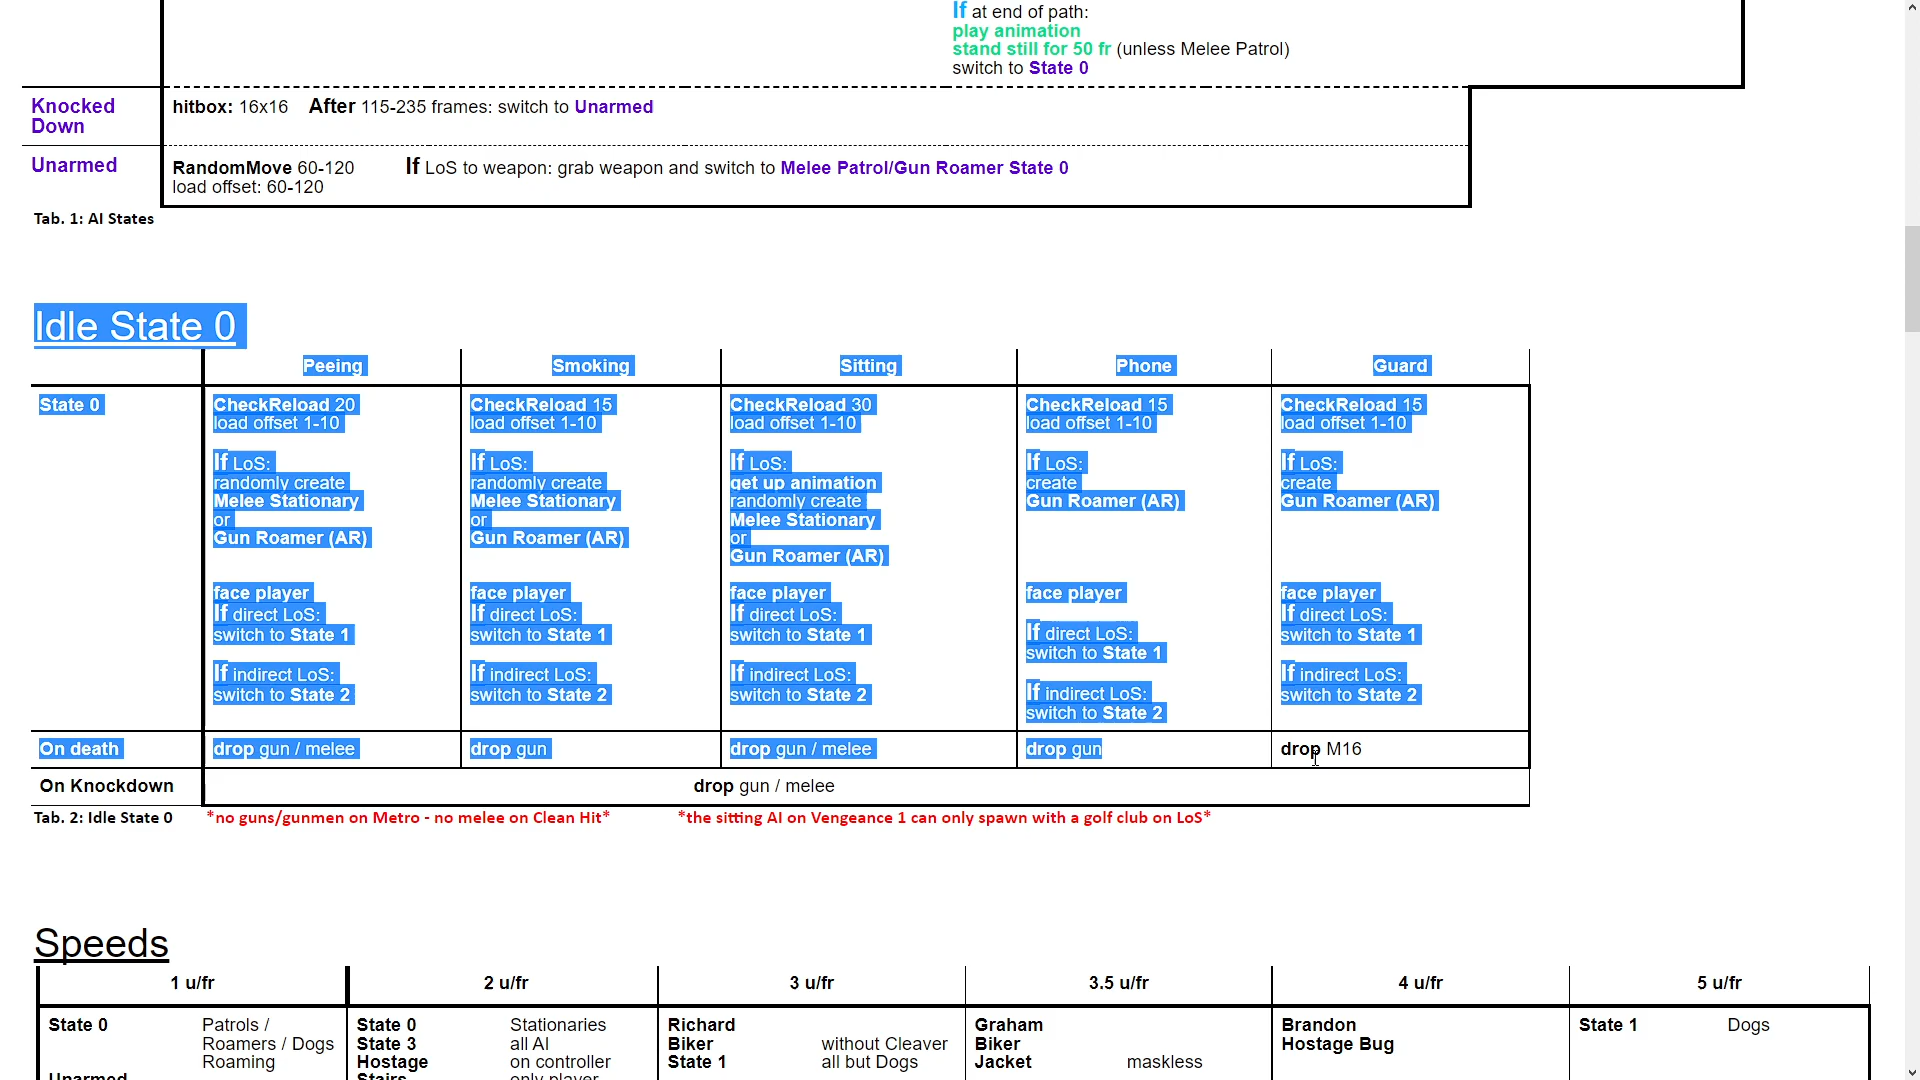 If at end of path:
play animation
stand still for 50 fr (unless Melee Patrol)
switch to State 0
Knocked
Down
hitbox: 16x16 After 115-235 frames: switch to Unarmed
Unarmed
RandomMove 60-120
load offset: 60-120
If LoS to weapon: grab weapon and switch to Melee Patrol/Gun Roamer State 0
Tab. 1: AI States
Idle State 0
Peeing
Smoking
Sitting
Phone
Guard
State 0
CheckReload 20
load offset 1-10
If LoS:
randomly create
Melee Stationary
or
Gun Roamer (AR)
face player
If direct LoS:
switch to State 1
If indirect LoS:
switch to State 2
CheckReload 15
load offset 1-10
If LoS:
randomly create
Melee Stationary
or
Gun Roamer (AR)
face player
If direct LoS:
switch to State 1
If indirect LoS:
switch to State 2
CheckReload 30
load offset 1-10
If LoS:
get up animation
randomly create
Melee Stationary
or
Gun Roamer (AR)
face player
If direct LoS:
switch to State 1
If indirect LoS:
switch to State 2
CheckReload 15
load offset 1-10
If LoS:
create
Gun Roamer (AR)
face player
If direct LoS:
switch to State 1
If indirect LoS:
switch to State 2
CheckReload 15
load offset 1-10
If LoS:
create
Gun Roamer (AR)
face player
If direct LoS:
switch to State 1
If indirect LoS:
switch to State 2
On death
drop gun / melee
drop gun
drop gun / melee
drop gun
drop M16
On Knockdown
drop gun / melee
Tab. 2: Idle State 0
*no guns/gunmen on Metro - no melee on Clean Hit*
*the sitting AI on Vengeance 1 can only spawn with a golf club on LoS*
Speeds
1 u/fr
2 u/fr
3 u/fr
3.5 u/fr
4 u/fr
5 u/fr
State 0
Patrols /
Roamers / Dogs
Roaming
Unarmed
State 0 Stationaries
State 3 all AI
Hostage on controller
Stairs only player
Richard
Biker without Cleaver
State 1 all but Dogs
Graham
Biker
Jacket maskless
Brandon
Hostage Bug
State 1 Dogs